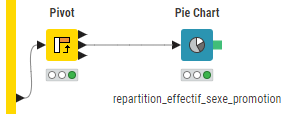 Pivot
Pie Chart
repartition_effectif_sexe_promotion